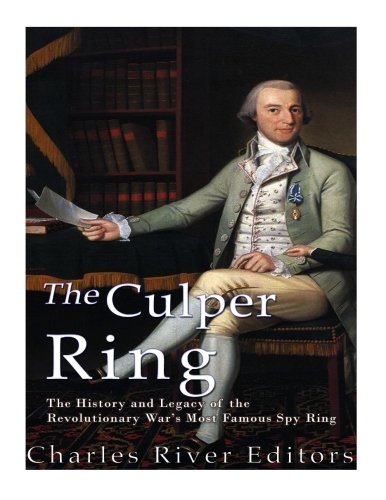 The Culper
Ring
The History and Legacy of the
Revolutionary War's Most Famous Spy Ring
Charles River Editors